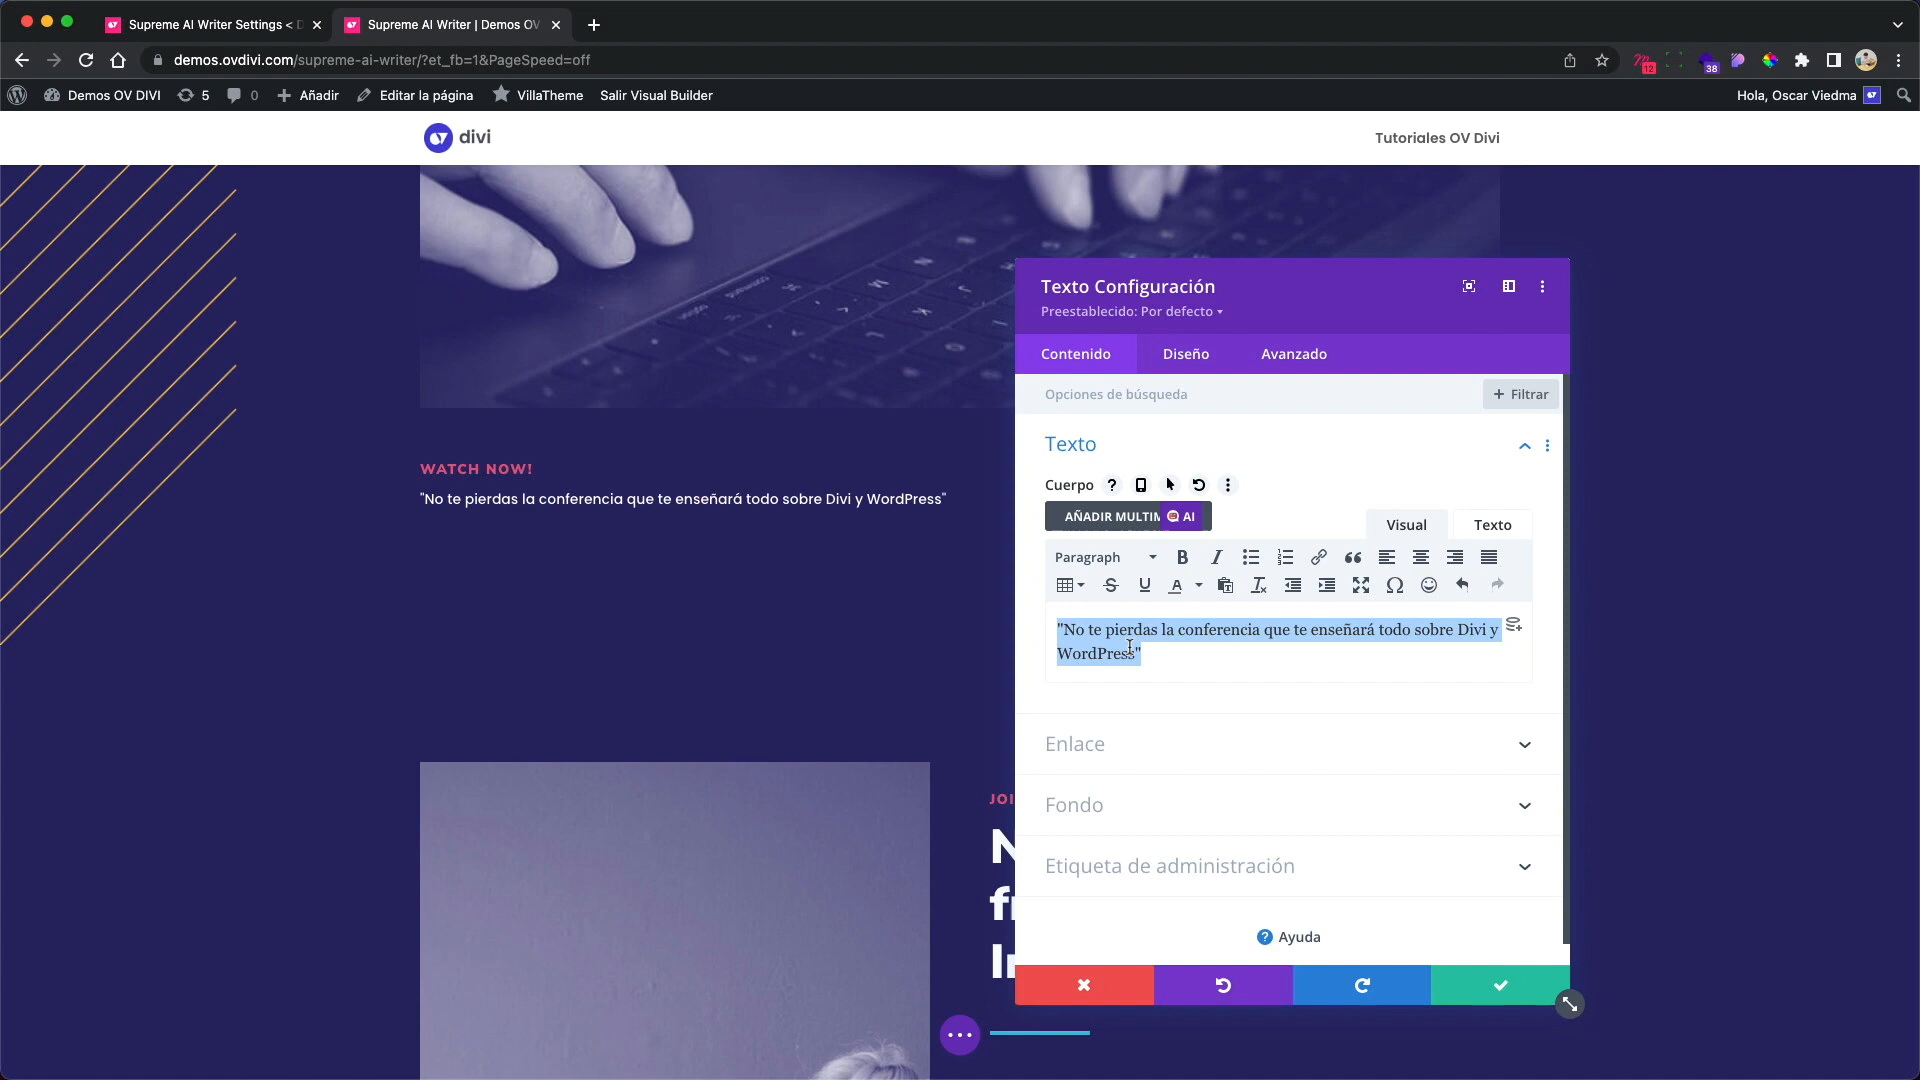 Supreme AI Writer Settings < D
Supreme AI Writer | Demos OV
demos.ovdivi.com/supreme-ai-writer/?et_fb=1&PageSpeed=off
12
38
Demos OV DIVI
5
0
Añadir
Editar la página
VillaTheme
Salir Visual Builder
Hola, Oscar Viedma
divi
Tutoriales OV Divi
WATCH NOW!
"No te pierdas la conferencia que te enseñará todo sobre Divi y WordPress"
Texto Configuración
Preestablecido: Por defecto
Contenido
Diseño
Avanzado
Opciones de búsqueda
+ Filtrar
Texto
Cuerpo
AÑADIR MULTIM
AI
Visual
Texto
Paragraph
"No te pierdas la conferencia que te enseñará todo sobre Divi y
WordPress"
Enlace
Fondo
Etiqueta de administración
Ayuda
JOI
N
f
I